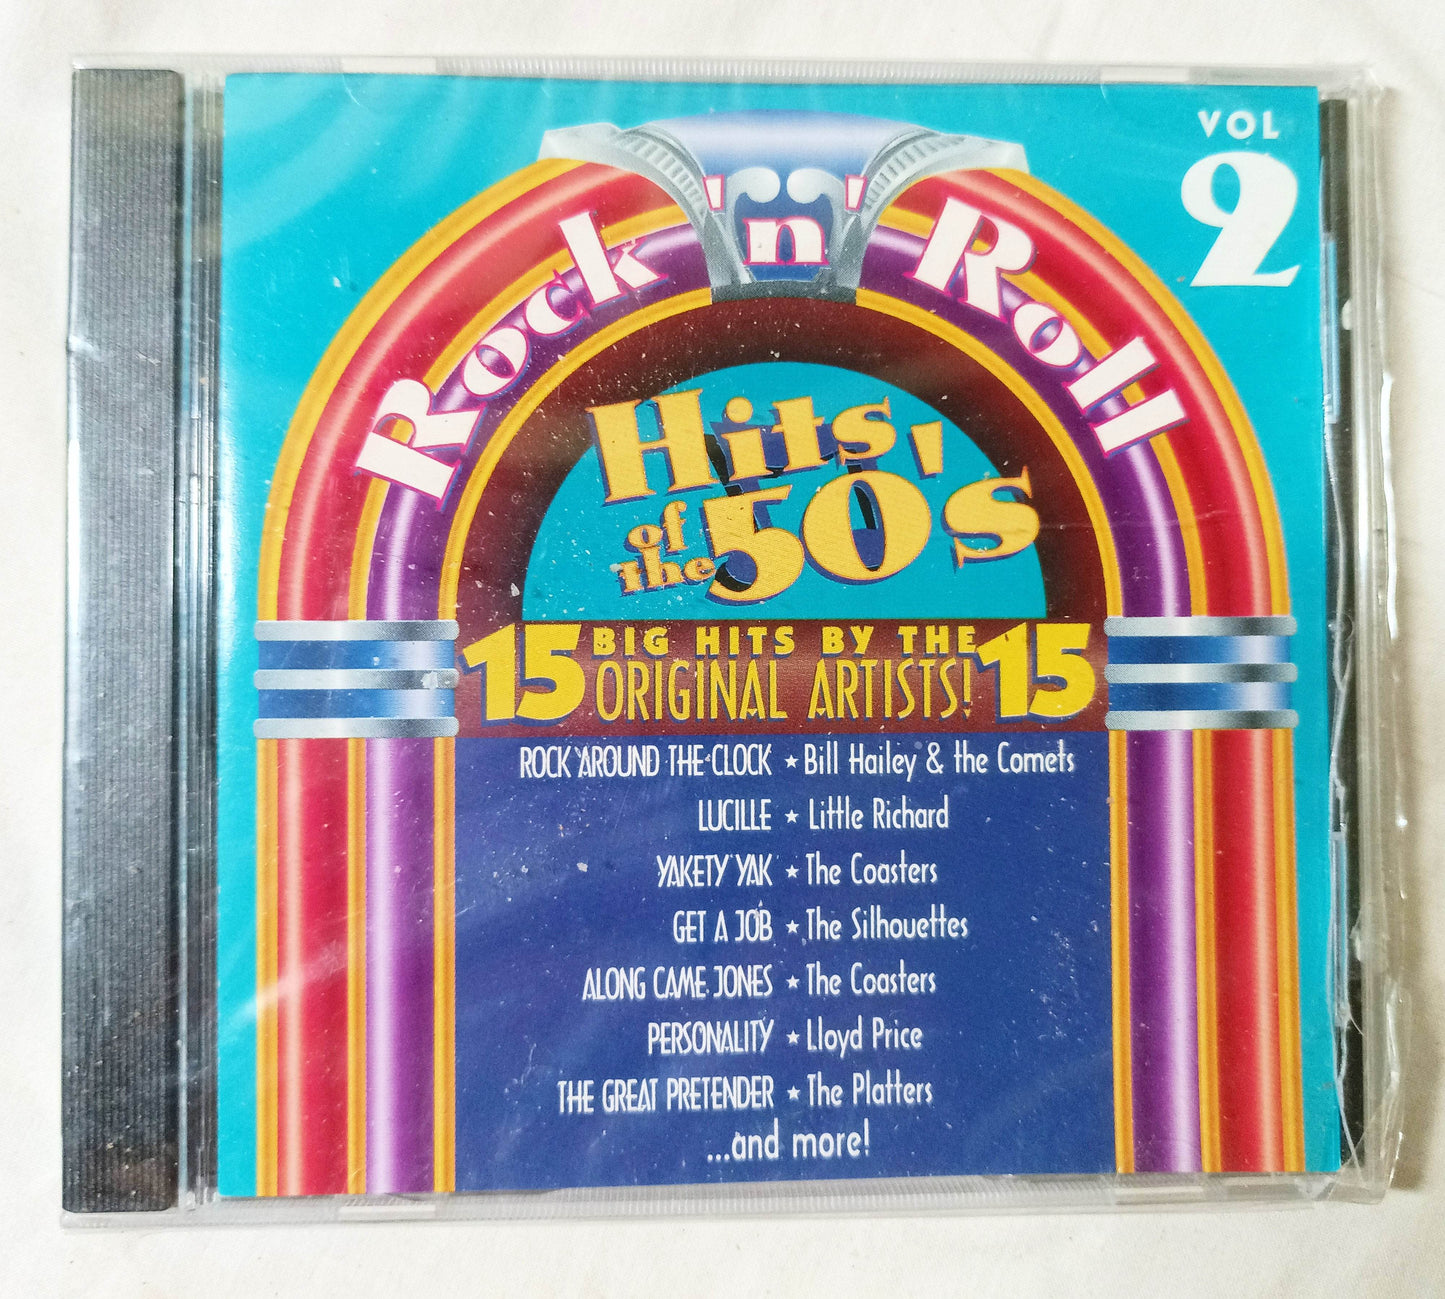 VOL
2
Rock 'n' Roll
Hits
of
the 50's
15 BIG HITS BY THE 15
ORIGINAL ARTISTS!
ROCK AROUND THE CLOCK ★ Bill Hailey & the Comets
LUCILLE ★ Little Richard
YAKETY YAK ★ The Coasters
GET A JOB ★ The Silhouettes
ALONG CAME JONES ★ The Coasters
PERSONALITY ★ Lloyd Price
THE GREAT PRETENDER ★ The Platters
...and more!